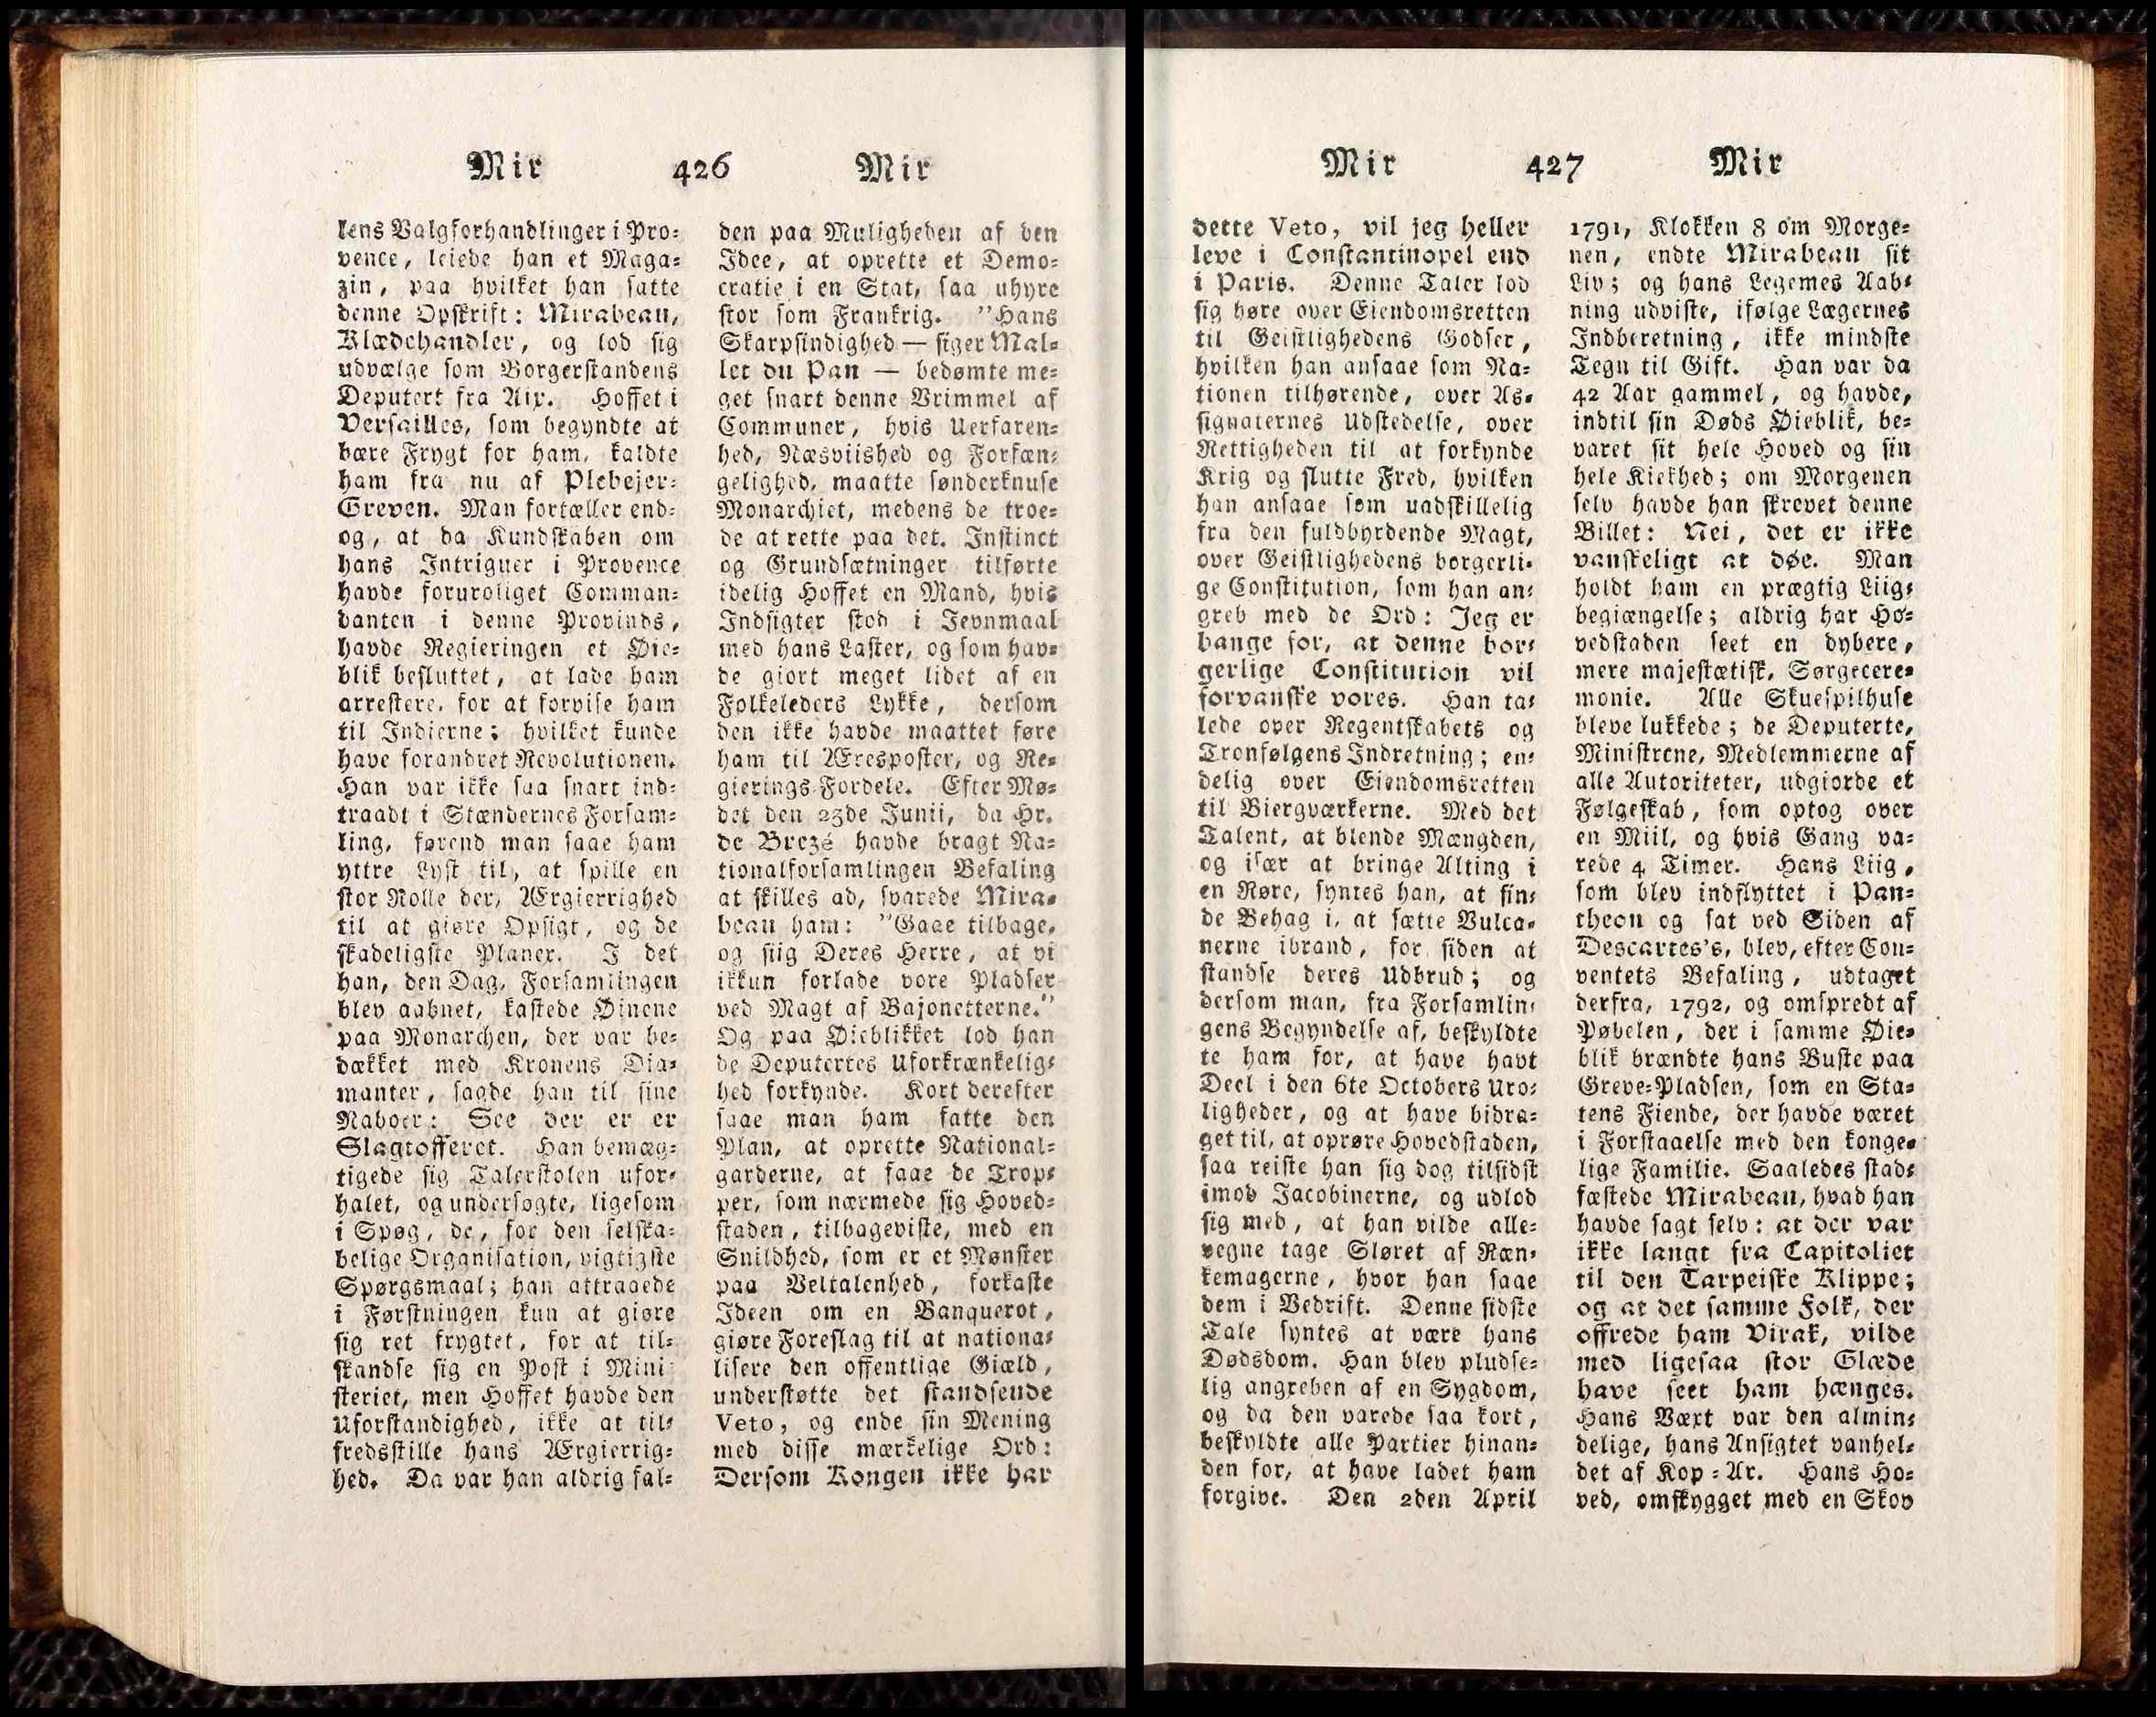 Mir 426 Mir
lens Valgforhandlinger i Pro-
vence, leiede han et Maga-
zin, paa hvilket han satte
denne Opskrift: Mirabeau,
Klædehandler, og lod sig
udvælge som Borgerstandens
Deputert fra Aix. Hoffet i
Versailles, som begyndte at
bære Frygt for ham, kaldte
ham fra nu af Plebejer-
Greven. Man fortæller end-
og, at da Kundskaben om
hans Intriguer i Provence
havde foruroliget Comman-
danten i denne Provinds,
havde Regieringen et Øie-
blik besluttet, at lade ham
arrestere, for at forvise ham
til Indierne; hvilket kunde
have forandret Revolutionen.
Han var ikke saa snart ind-
traadt i Stændernes Forsam-
ling, førend man saae ham
yttre Lyst til, at spille en
stor Rolle der, Ærgierrighed
til at giøre Opsigt, og de
skadeligste Planer. I det
han, den Dag, Forsamlingen
blev aabnet, kastede Øinene
paa Monarchen, der var be-
dækket med Kronens Dia-
manter, sagde han til sine
Naboer: See der er er
Slagtofferet. Han bemæg-
tigede sig Talerstolen ufor-
halet, og undersøgte, ligesom
i Spøg, de, for den selska-
belige Organisation, vigtigste
Spørgsmaal; han attraaede
i Førstningen kun at giøre
sig ret frygtet, for at til-
skandse sig en Post i Mini
steriet, men Hoffet havde den
Uforstandighed, ikke at til-
fredsstille hans Ærgierrig-
hed. Da var han aldrig fal-
den paa Muligheden af den
Idee, at oprette et Demo-
cratie i en Stat, saa uhyre
stor som Frankrig. "Hans
Skarpsindighed — siger Mal-
let du Pan — bedømte me-
get snart denne Vrimmel af
Communer, hvis Uerfaren-
hed, Næsviished og Forfæn-
gelighed, maatte sønderknuse
Monarchiet, medens de troe-
de at rette paa det. Instinct
og Grundsætninger tilførte
idelig Hoffet en Mand, hvis
Indsigter stod i Jevnmaal
med hans Laster, og som hav-
de giort meget lidet af en
Folkeleders Lykke, dersom
den ikke havde maattet føre
ham til Æresposter, og Re-
gierings-Fordele. Efter Mø-
det den 23de Junii, da Hr.
de Brezé havde bragt Na-
tionalforsamlingen Befaling
at skilles ad, svarede Mira-
beau ham: "Gaae tilbage,
og siig Deres Herre, at vi
ikkun forlade vore Pladser
ved Magt af Bajonetterne."
Og paa Øieblikket lod han
de Deputertes Uforkrænkelig-
hed forkynde. Kort derefter
saae man ham fatte den
Plan, at oprette National-
garderne, at faae de Trop-
per, som nærmede sig Hoved-
staden, tilbageviste, med en
Snildhed, som er et Mønster
paa Veltalenhed, forkaste
Ideen om en Banquerot,
giøre Foreslag til at nationa-
lisere den offentlige Giæld,
understøtte det standsende
Veto, og ende sin Mening
med disse mærkelige Ord:
Dersom Kongen ikke har
Mir 427 Mir
dette Veto, vil jeg heller
leve i Constantinopel end
i Paris. Denne Taler lod
sig høre over Eiendomsretten
til Geistlighedens Godser,
hvilken han ansaae som Na-
tionen tilhørende, over As-
signaternes Udstedelse, over
Rettigheden til at forkynde
Krig og slutte Fred, hvilken
han ansaae som uadskillelig
fra den fuldbyrdende Magt,
over Geistlighedens borgerli-
ge Constitution, som han an-
greb med de Ord: Jeg er
bange for, at denne bor-
gerlige Constitution vil
forvanske vores. Han ta-
lede over Regentskabets og
Tronfølgens Indretning; en-
delig over Eiendomsretten
til Biergværkerne. Med det
Talent, at blende Mængden,
og især at bringe Alting i
en Røre, syntes han, at fin-
de Behag i, at sætte Vulca-
nerne ibrand, for siden at
standse deres Udbrud; og
dersom man, fra Forsamlin-
gens Begyndelse af, beskyldte
te ham for, at have havt
Deel i den 6te Octobers Uro-
ligheder, og at have bidra-
get til, at oprøre Hovedstaden,
saa reiste han sig dog tilsidst
imod Jacobinerne, og udlod
sig med, at han vilde alle-
vegne tage Sløret af Ræn-
kemagerne, hvor han saae
dem i Bedrift. Denne sidste
Tale syntes at være hans
Dødsdom. Han blev pludse-
lig angreben af en Sygdom,
og da den varede saa kort,
beskyldte alle Partier hinan-
den for, at have ladet ham
forgive. Den 2den April
1791, Klokken 8 om Morge-
nen, endte Mirabeau sit
Liv; og hans Legemes Aab-
ning udviste, ifølge Lægernes
Indberetning, ikke mindste
Tegn til Gift. Han var da
42 Aar gammel, og havde,
indtil sin Døds Øieblik, be-
varet sit hele Hoved og sin
hele Kiekhed; om Morgenen
selv havde han skrevet denne
Billet: Nei, det er ikke
vanskeligt at døe. Man
holdt ham en prægtig Liig-
begiængelse; aldrig har Ho-
vedstaden seet en dybere,
mere majestætisk, Sørgecere-
monie. Alle Skuespilhuse
bleve lukkede; de Deputerte,
Ministrene, Medlemmerne af
alle Autoriteter, udgiorde et
Følgeskab, som optog over
en Miil, og hvis Gang va-
rede 4 Timer. Hans Liig,
som blev indflyttet i Pan-
theon og sat ved Siden af
Descartes's, blev, efter Con-
ventets Befaling, udtaget
derfra, 1792, og omspredt af
Pøbelen, der i samme Øie-
blik brændte hans Buste paa
Greve-Pladsen, som en Sta-
tens Fiende, der havde været
i Forstaaelse med den konge-
lige Familie. Saaledes stad-
fæstede Mirabeau, hvad han
havde sagt selv: at der var
ikke langt fra Capitoliet
til den Tarpeiske Klippe;
og at det samme Folk, der
offrede ham Virak, vilde
med ligesaa stor Glæde
have seet ham hænges.
Hans Vært var den almin-
delige, hans Ansigtet vanhel-
det af Kop-Ar. Hans Ho-
ved, omskygget med en Skov